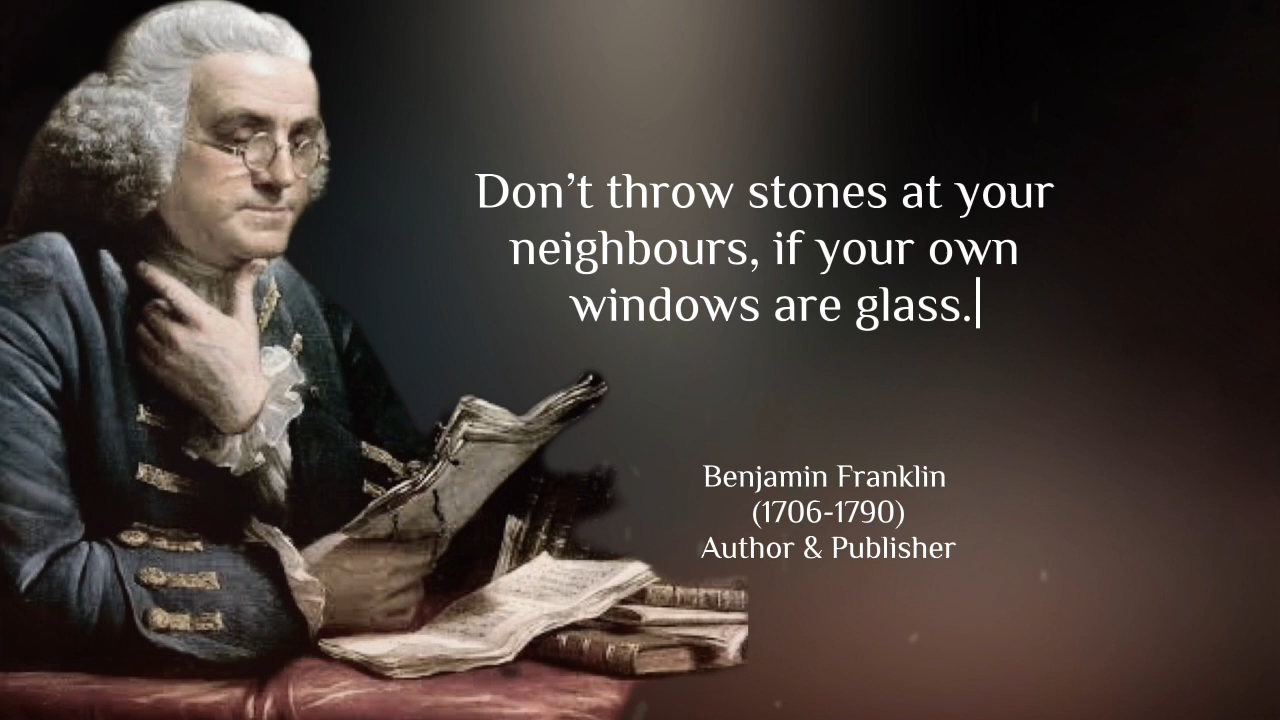 Don’t throw stones at your
neighbours, if your own
windows are glass.
Benjamin Franklin
(1706-1790)
Author & Publisher